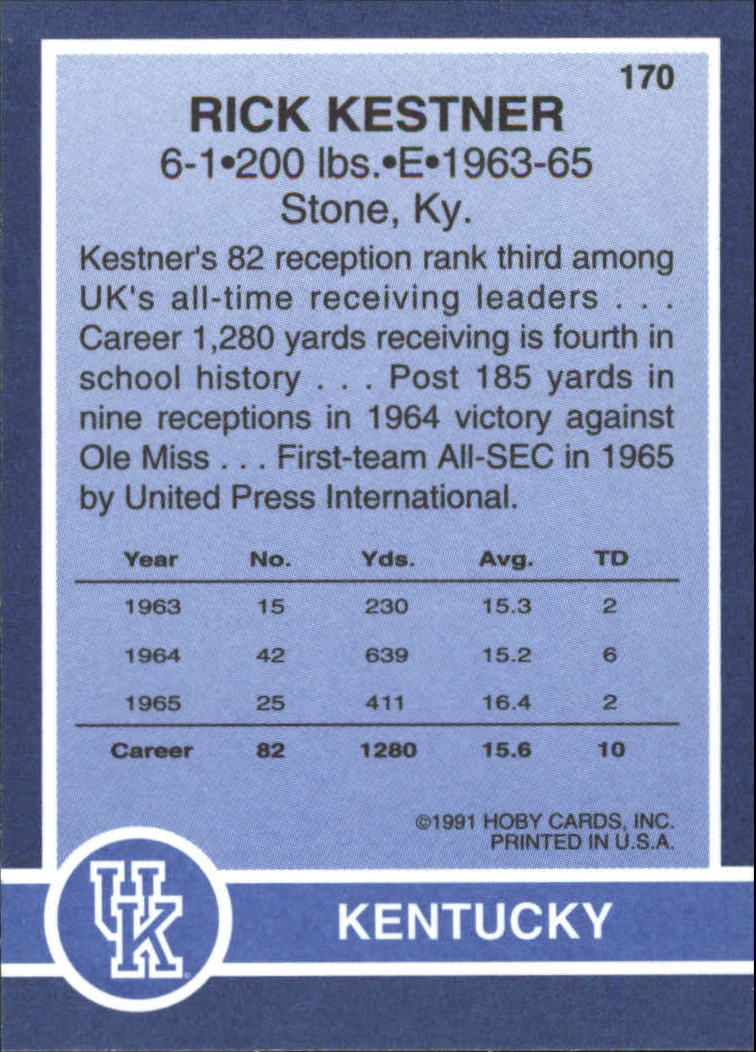 170
RICK KESTNER
6-1•200 lbs.•E•1963-65
Stone, Ky.
Kestner's 82 reception rank third among
UK's all-time receiving leaders . . .
Career 1,280 yards receiving is fourth in
school history . . . Post 185 yards in
nine receptions in 1964 victory against
Ole Miss . . . First-team All-SEC in 1965
by United Press International.
Year No. Yds. Avg. TD
1963 15 230 15.3 2
1964 42 639 15.2 6
1965 25 411 16.4 2
Career 82 1280 15.6 10
©1991 HOBY CARDS, INC.
PRINTED IN U.S.A.
UK
KENTUCKY